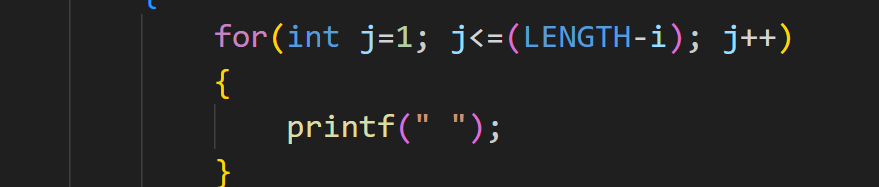 {
for(int j=1; j<=(LENGTH-i); j++)
{
printf(" ");
}